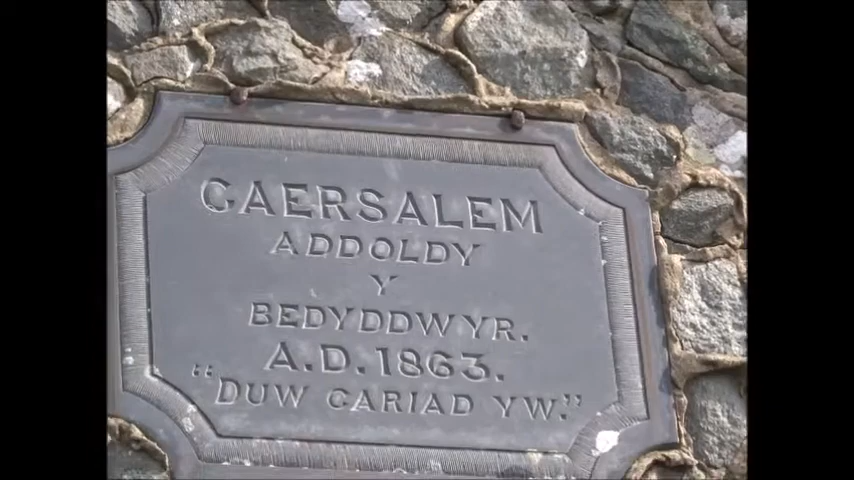 CAERSALEM
ADDOLDY
Y
BEDYDDWYR.
A.D. 1863.
"DUW CARIAD YW".